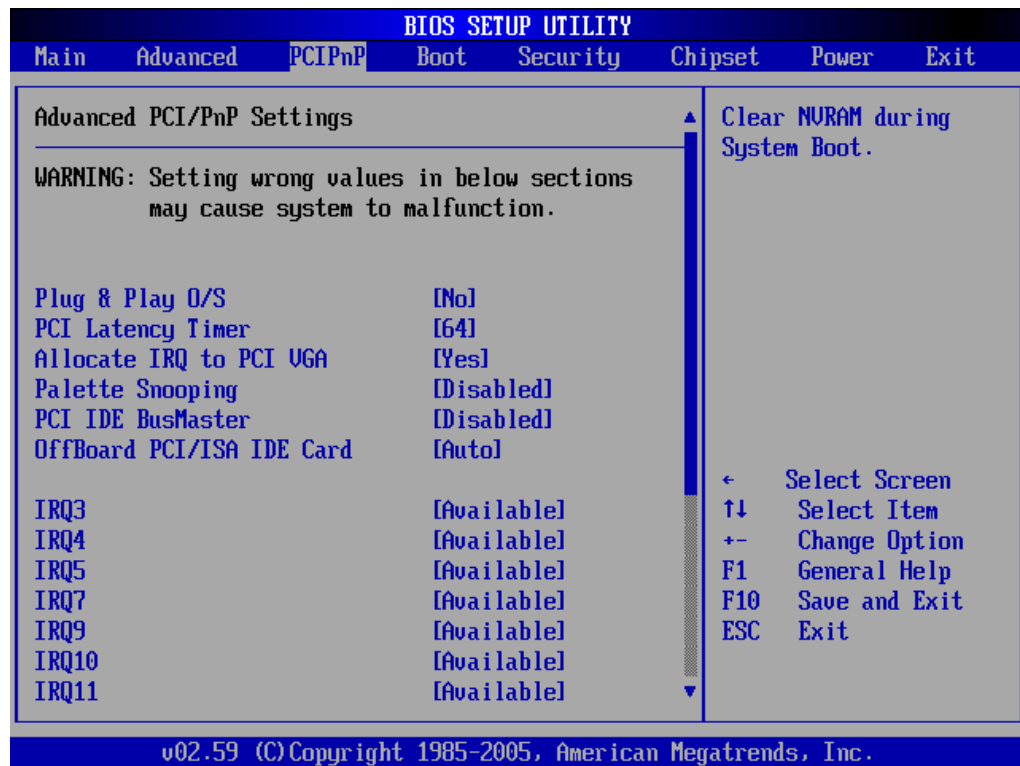 BIOS SETUP UTILITY
Main Advanced PCIPnP Boot Security Chipset Power Exit
Advanced PCI/PnP Settings
WARNING: Setting wrong values in below sections
may cause system to malfunction.
Plug & Play O/S [No]
PCI Latency Timer [64]
Allocate IRQ to PCI VGA [Yes]
Palette Snooping [Disabled]
PCI IDE BusMaster [Disabled]
OffBoard PCI/ISA IDE Card [Auto]
IRQ3 [Available]
IRQ4 [Available]
IRQ5 [Available]
IRQ7 [Available]
IRQ9 [Available]
IRQ10 [Available]
IRQ11 [Available]
Clear NVRAM during
System Boot.
← Select Screen
↑↓ Select Item
+- Change Option
F1 General Help
F10 Save and Exit
ESC Exit
v02.59 (C)Copyright 1985-2005, American Megatrends, Inc.